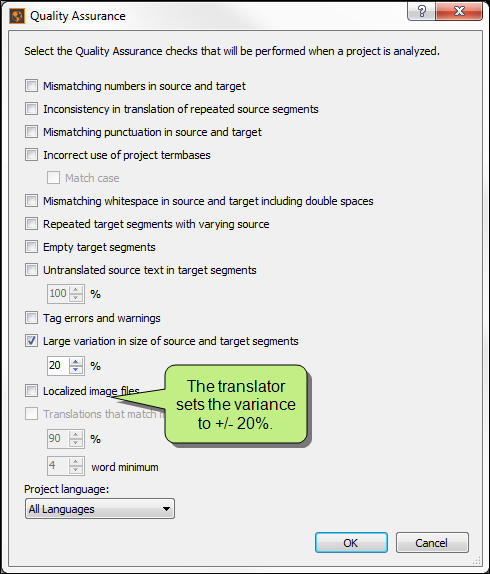 Quality Assurance
Select the Quality Assurance checks that will be performed when a project is analyzed.
Mismatching numbers in source and target
Inconsistency in translation of repeated source segments
Mismatching punctuation in source and target
Incorrect use of project termbases
Match case
Mismatching whitespace in source and target including double spaces
Repeated target segments with varying source
Empty target segments
Untranslated source text in target segments
100 %
Tag errors and warnings
Large variation in size of source and target segments
20 %
Localized image files
The translator
sets the variance
to +/- 20%.
Translations that match
90 %
4 word minimum
Project language:
All Languages
OK Cancel